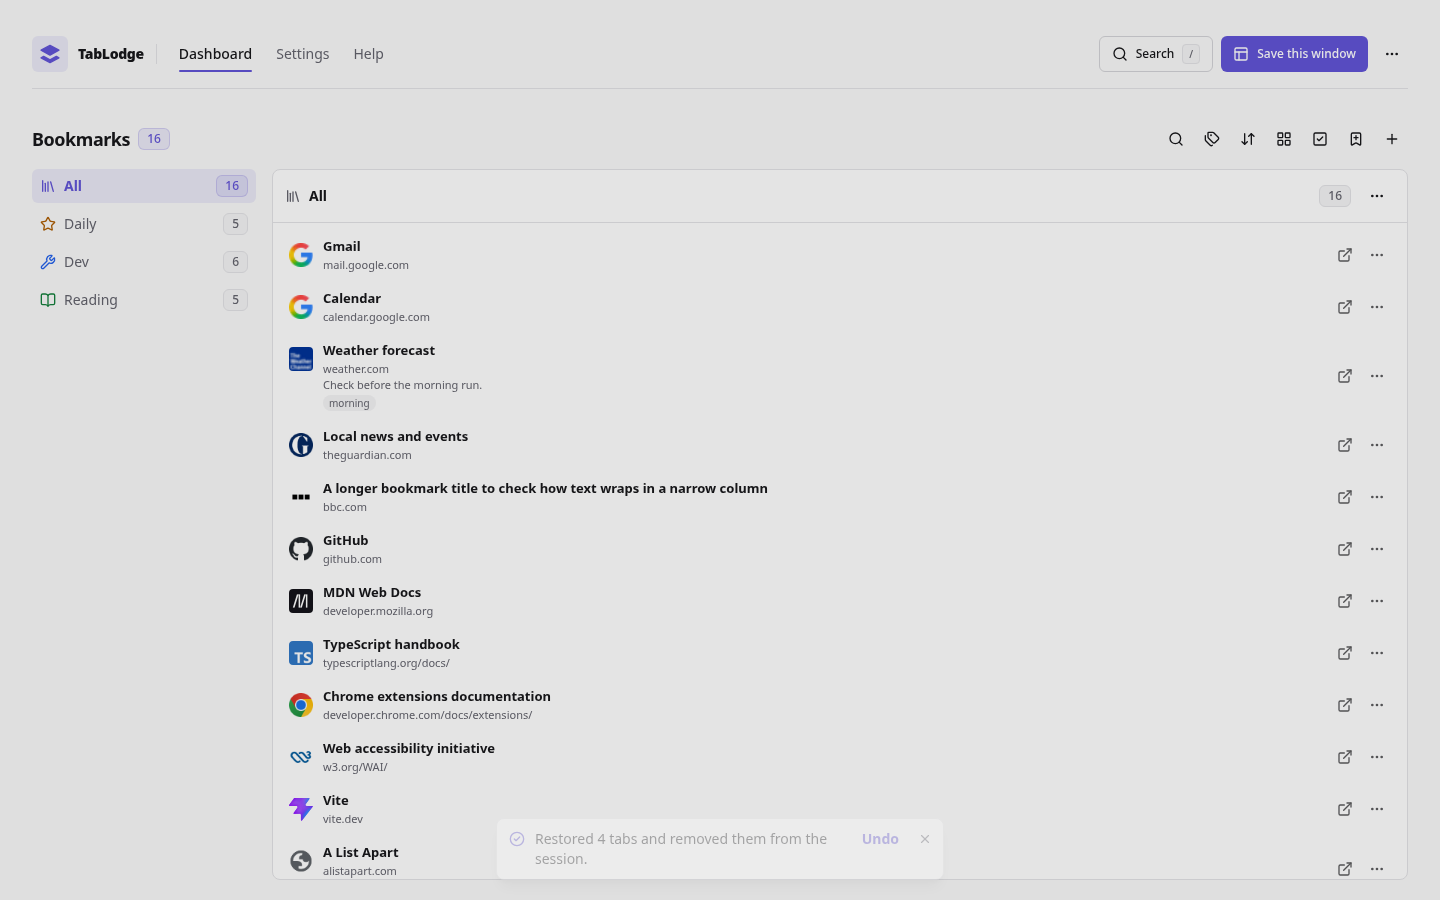 TabLodge
Dashboard
Settings
Help
Search /
Save this window
Bookmarks 16
All 16
Daily 5
Dev 6
Reading 5
All 16
Gmail
mail.google.com
Calendar
calendar.google.com
The
Weather
Channel
Weather forecast
weather.com
Check before the morning run.
morning
Local news and events
theguardian.com
A longer bookmark title to check how text wraps in a narrow column
bbc.com
GitHub
github.com
MDN Web Docs
developer.mozilla.org
TS
TypeScript handbook
typescriptlang.org/docs/
Chrome extensions documentation
developer.chrome.com/docs/extensions/
Web accessibility initiative
w3.org/WAI/
Vite
vite.dev
A List Apart
alistapart.com
Restored 4 tabs and removed them from the
session.
Undo